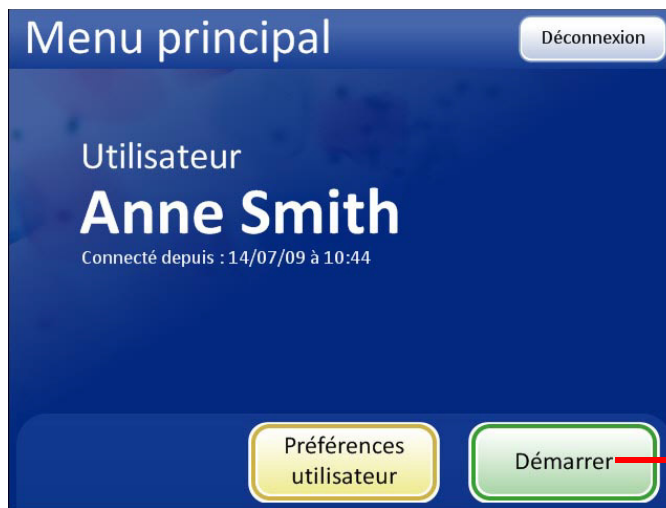 Menu principal
Déconnexion
Utilisateur
Anne Smith
Connecté depuis : 14/07/09 à 10:44
Préférences
utilisateur
Démarrer